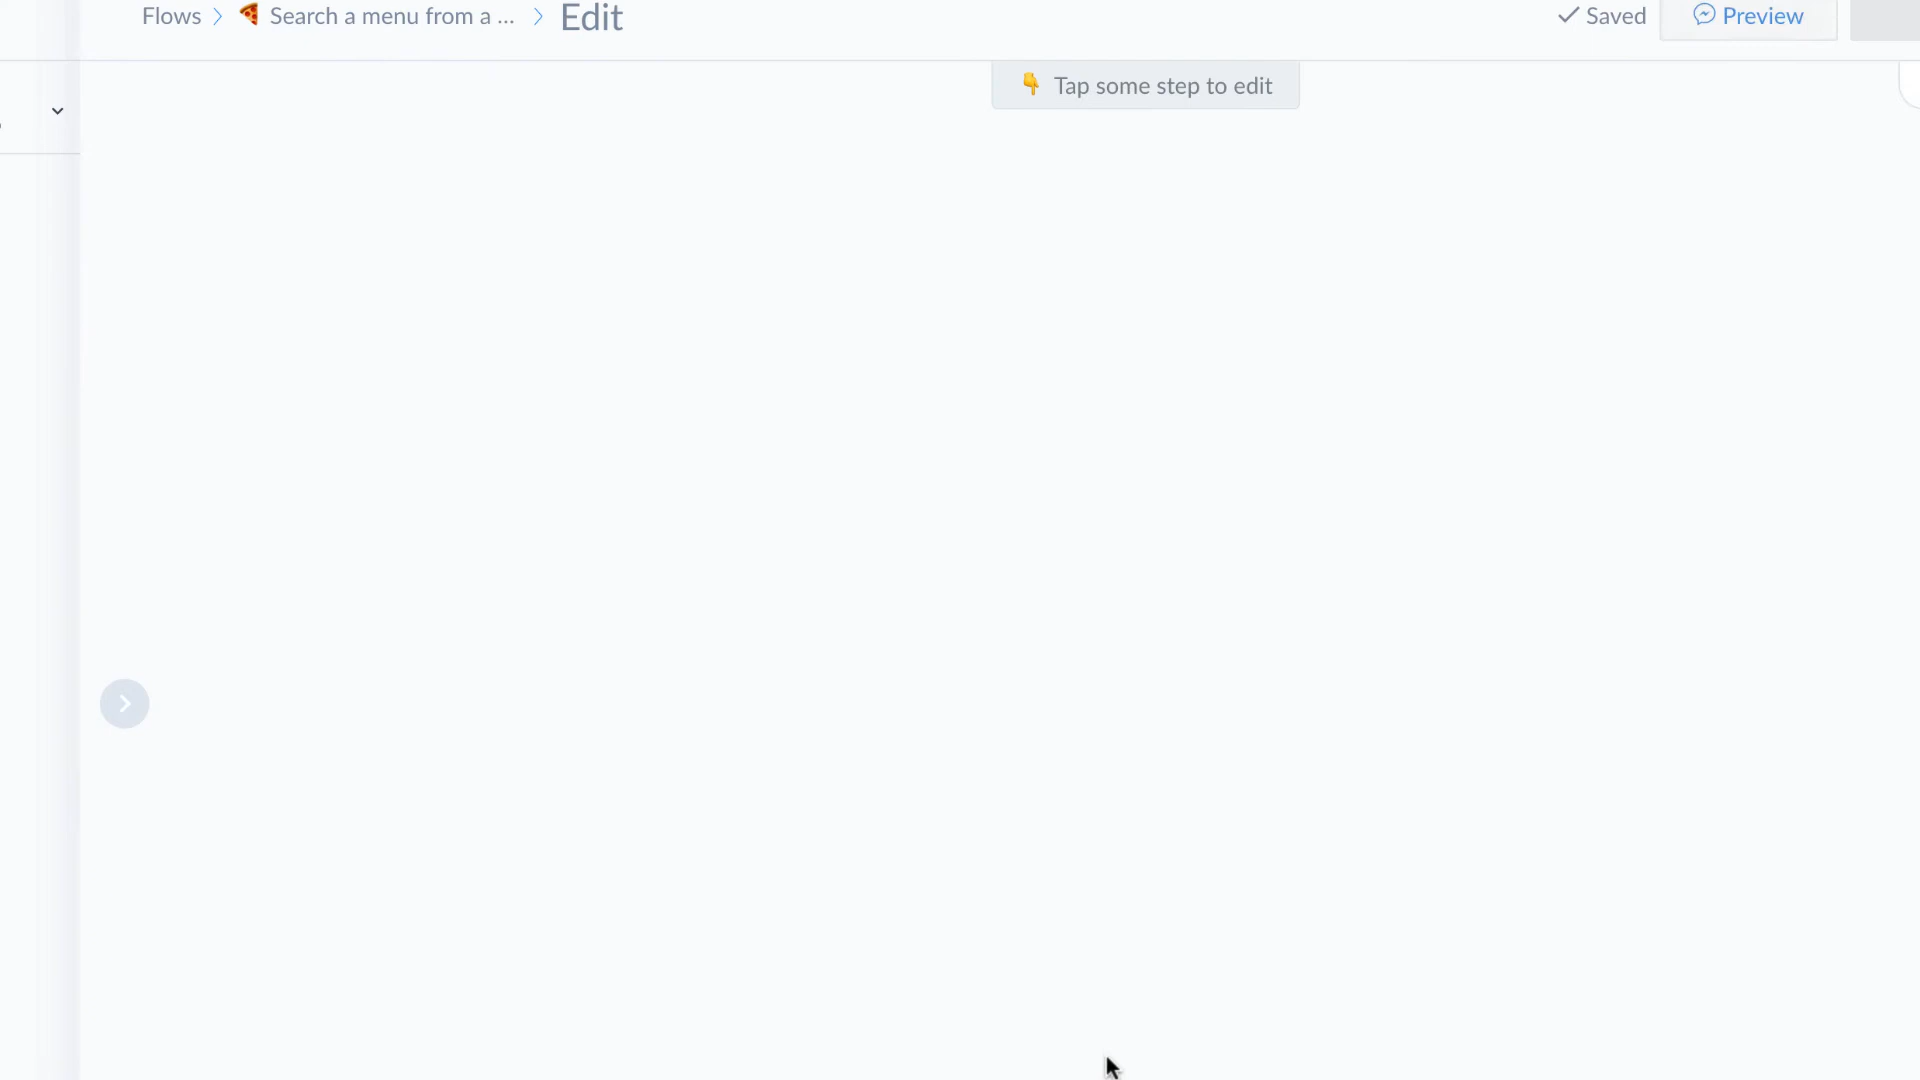 Flows > 🍕 Search a menu from a ... > Edit
Saved
Preview
👇 Tap some step to edit